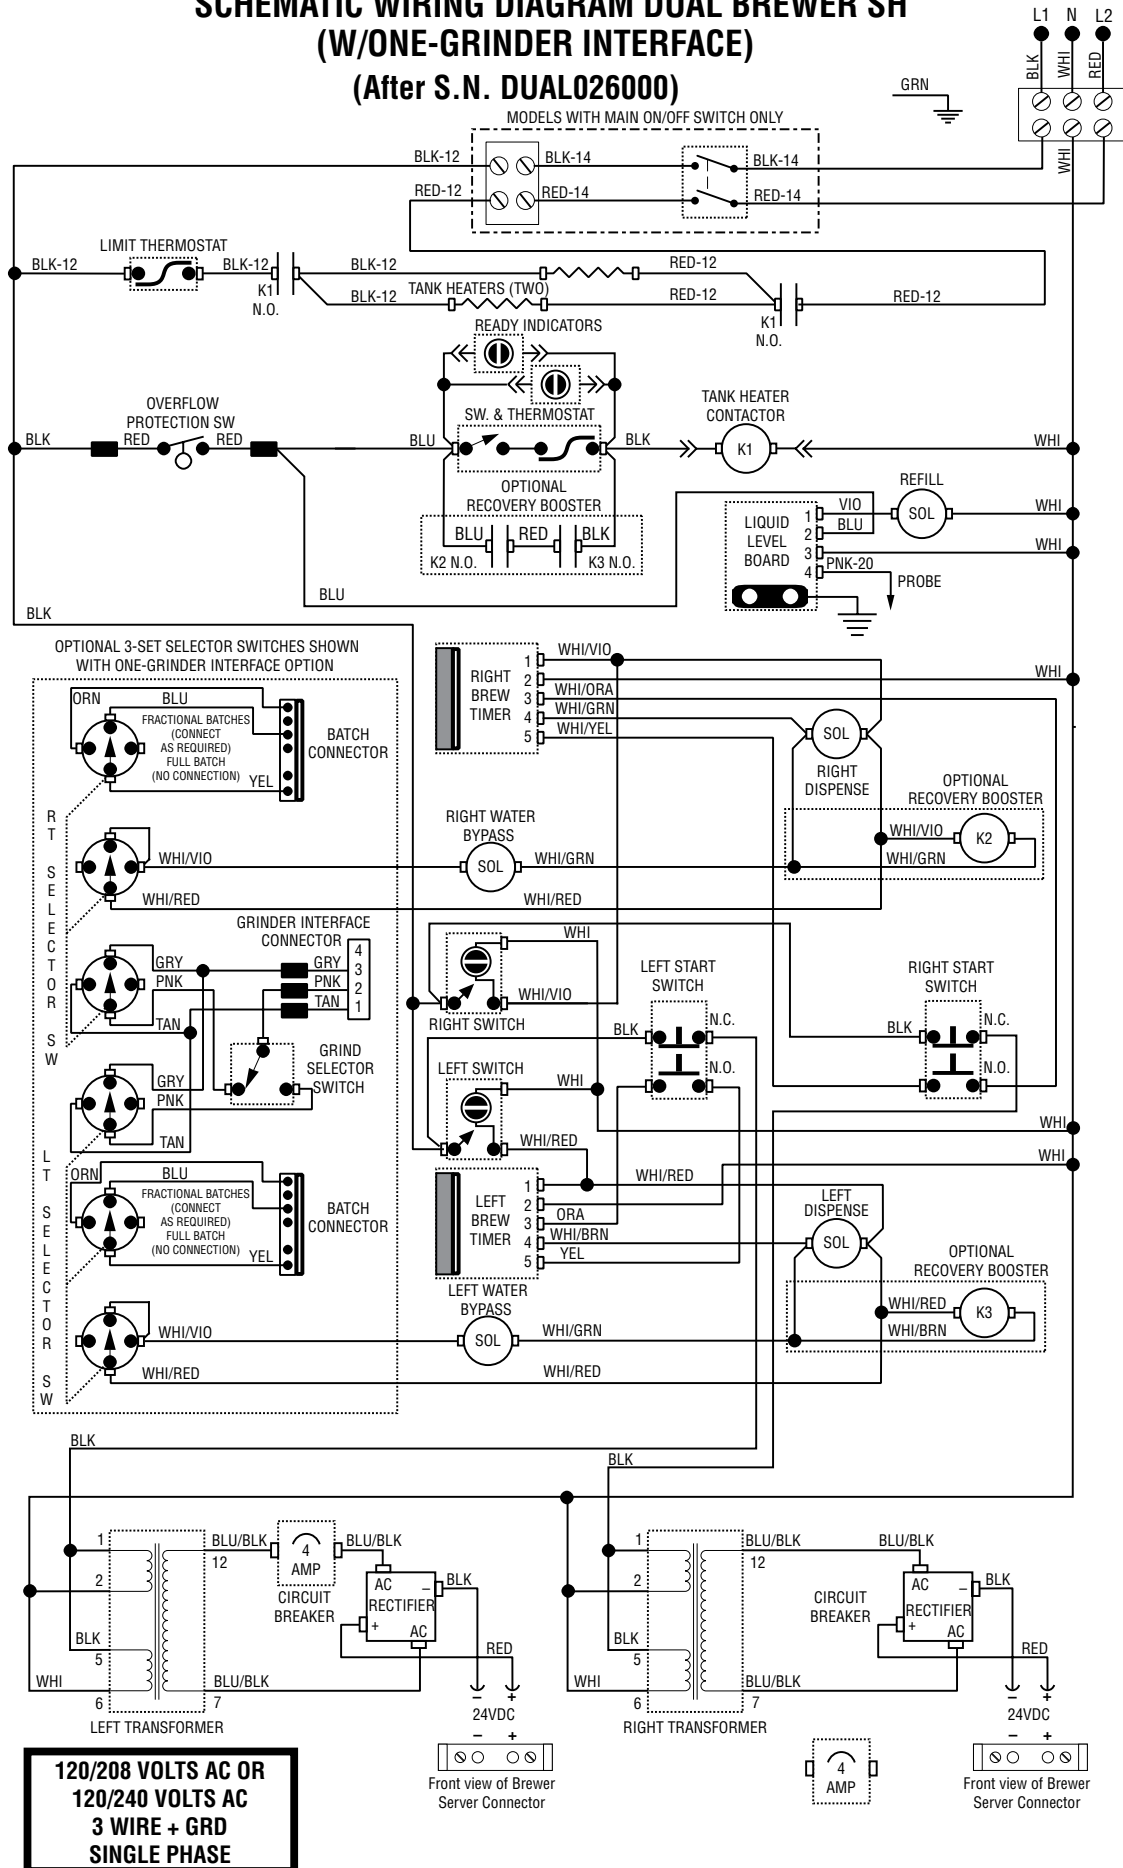 SCHEMATIC WIRING DIAGRAM DUAL BREWER SH
(W/ONE-GRINDER INTERFACE)
(After S.N. DUAL026000)
L1 N L2
BLK WHI RED
GRN
MODELS WITH MAIN ON/OFF SWITCH ONLY
BLK-12 BLK-14 BLK-14
WHI
RED-12 RED-14 RED-14
LIMIT THERMOSTAT
BLK-12 BLK-12 BLK-12 RED-12
K1
N.O.
BLK-12 TANK HEATERS (TWO) RED-12 RED-12
K1
N.O.
READY INDICATORS
OVERFLOW
PROTECTION SW
SW. & THERMOSTAT
TANK HEATER
CONTACTOR
BLK RED RED BLU BLK K1 WHI
OPTIONAL
RECOVERY BOOSTER
BLU RED BLK
K2 N.O. K3 N.O.
REFILL
LIQUID
LEVEL
BOARD
1 VIO SOL WHI
2 BLU
3 WHI
4 PNK-20
PROBE
BLU
BLK
OPTIONAL 3-SET SELECTOR SWITCHES SHOWN
WITH ONE-GRINDER INTERFACE OPTION
ORN BLU
FRACTIONAL BATCHES
(CONNECT
AS REQUIRED)
FULL BATCH
(NO CONNECTION) YEL
BATCH
CONNECTOR
RIGHT
BREW
TIMER
1 WHI/VIO
2 WHI
3 WHI/ORA
4 WHI/GRN
5 WHI/YEL
SOL
RIGHT
DISPENSE
OPTIONAL
RECOVERY BOOSTER
WHI/VIO K2
WHI/GRN
RT SELECTOR SW
RIGHT WATER
BYPASS
WHI/VIO SOL WHI/GRN
WHI/RED WHI/RED
GRINDER INTERFACE
CONNECTOR
4
GRY GRY 3
PNK PNK 2
TAN 1
TAN
GRIND
SELECTOR
SWITCH
GRY
PNK
TAN
WHI
WHI/VIO
RIGHT SWITCH
LEFT START
SWITCH
BLK N.C.
N.O.
RIGHT START
SWITCH
BLK N.C.
N.O.
LEFT SWITCH
WHI
WHI/RED
WHI
WHI
LT SELECTOR SW
ORN BLU
FRACTIONAL BATCHES
(CONNECT
AS REQUIRED)
FULL BATCH
(NO CONNECTION) YEL
BATCH
CONNECTOR
LEFT
BREW
TIMER
1 WHI/RED
2
3 ORA
4 WHI/BRN
5 YEL
LEFT
DISPENSE
SOL
OPTIONAL
RECOVERY BOOSTER
WHI/RED K3
WHI/BRN
LEFT WATER
BYPASS
WHI/VIO SOL WHI/GRN
WHI/RED WHI/RED
BLK
BLK
1 BLU/BLK 4 AMP BLU/BLK
12
2
CIRCUIT
BREAKER
AC –
RECTIFIER
+ AC
BLK
RED
BLK
5
WHI
6 BLU/BLK
7
LEFT TRANSFORMER
– +
24VDC
– +
Front view of Brewer
Server Connector
1 BLU/BLK BLU/BLK
12
2
CIRCUIT
BREAKER
AC –
RECTIFIER
+ AC
BLK
RED
BLK
5
WHI
6 BLU/BLK
7
RIGHT TRANSFORMER
4
AMP
– +
24VDC
– +
Front view of Brewer
Server Connector
120/208 VOLTS AC OR
120/240 VOLTS AC
3 WIRE + GRD
SINGLE PHASE